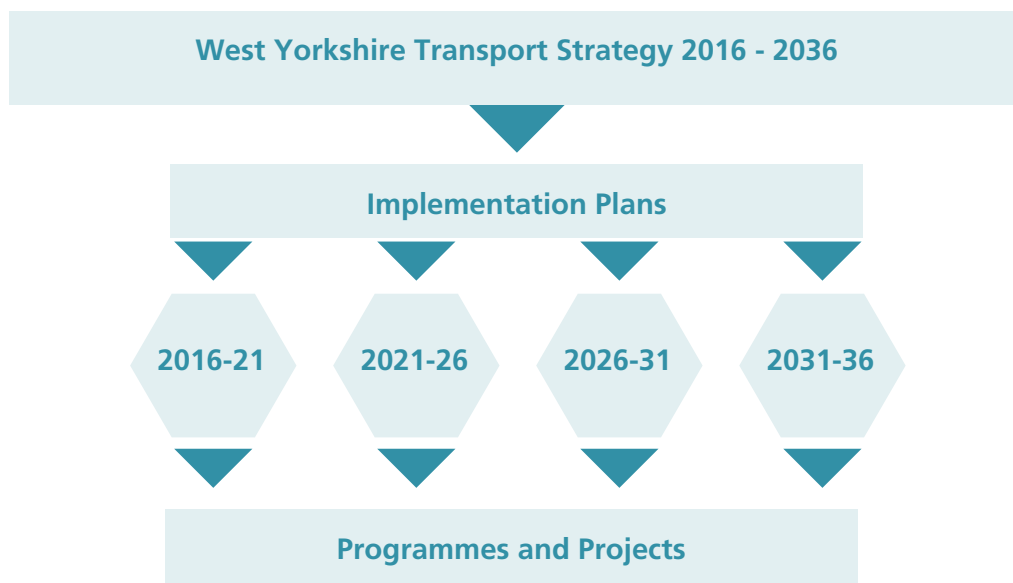 West Yorkshire Transport Strategy 2016 - 2036
Implementation Plans
2016-21
2021-26
2026-31
2031-36
Programmes and Projects